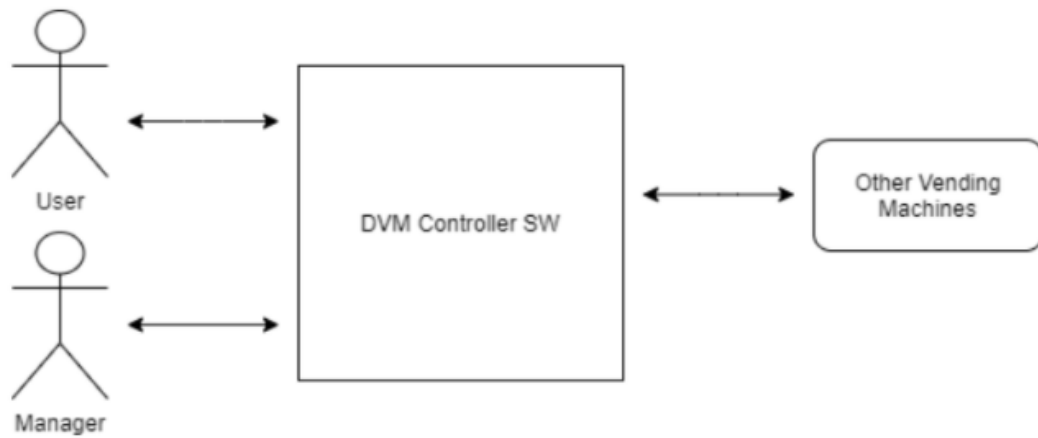 User
Manager
DVM Controller SW
Other Vending
Machines